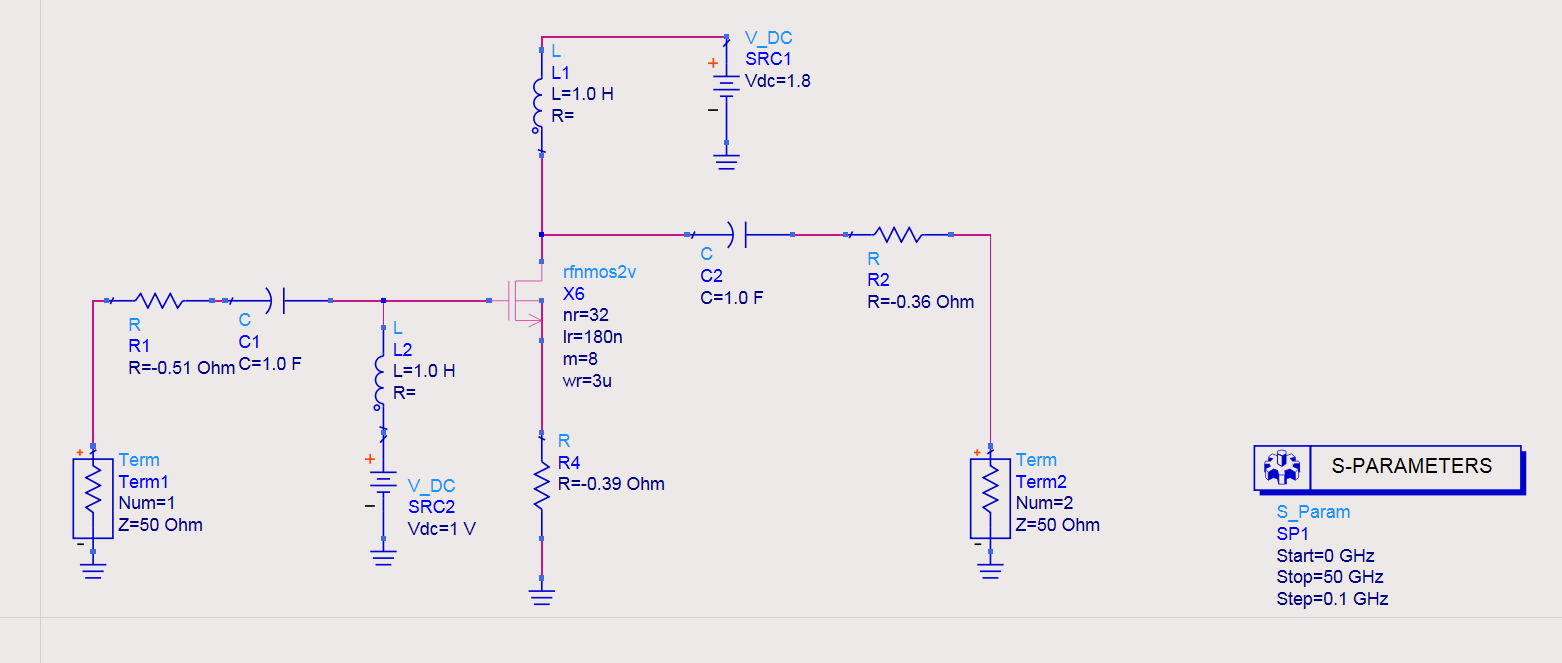 V_DC
SRC1
Vdc=1.8
+
−
L
L1
L=1.0 H
R=
C
C2
C=1.0 F
R
R2
R=-0.36 Ohm
rfnmos2v
X6
nr=32
lr=180n
m=8
wr=3u
R
R1
R=-0.51 Ohm
C
C1
C=1.0 F
L
L2
L=1.0 H
R=
+
−
V_DC
SRC2
Vdc=1 V
R
R4
R=-0.39 Ohm
+
-
Term
Term1
Num=1
Z=50 Ohm
+
-
Term
Term2
Num=2
Z=50 Ohm
S-PARAMETERS
S_Param
SP1
Start=0 GHz
Stop=50 GHz
Step=0.1 GHz